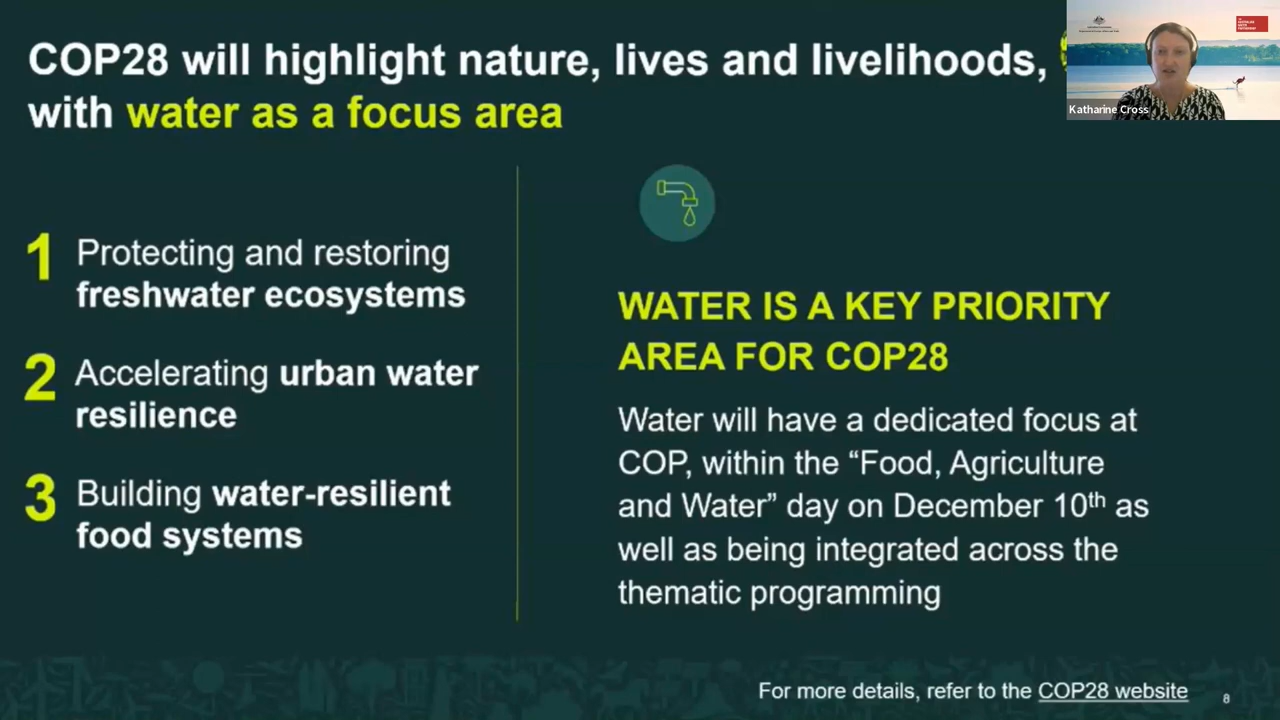 COP28 will highlight nature, lives and livelihoods,
with water as a focus area
Katharine Cross
1 Protecting and restoring
freshwater ecosystems
2 Accelerating urban water
resilience
3 Building water-resilient
food systems
WATER IS A KEY PRIORITY
AREA FOR COP28
Water will have a dedicated focus at
COP, within the “Food, Agriculture
and Water” day on December 10th as
well as being integrated across the
thematic programming
For more details, refer to the COP28 website
8